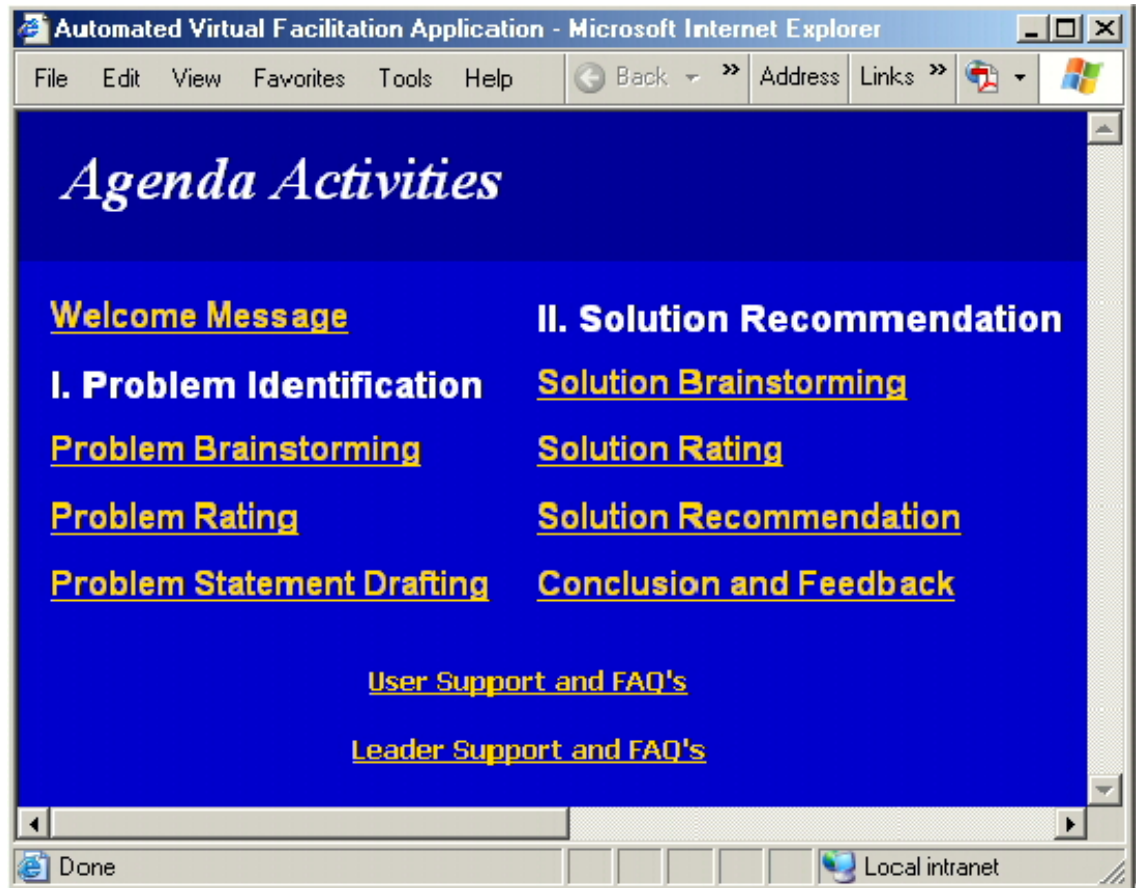 Automated Virtual Facilitation Application - Microsoft Internet Explorer
File Edit View Favorites Tools Help Back » Address Links »
Agenda Activities
Welcome Message
I. Problem Identification
Problem Brainstorming
Problem Rating
Problem Statement Drafting
II. Solution Recommendation
Solution Brainstorming
Solution Rating
Solution Recommendation
Conclusion and Feedback
User Support and FAQ's
Leader Support and FAQ's
Done Local intranet